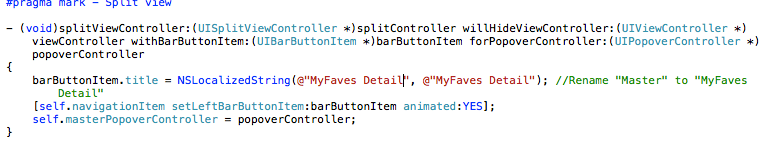 #pragma mark - Split view
- (void)splitViewController:(UISplitViewController *)splitController willHideViewController:(UIViewController *)
viewController withBarButtonItem:(UIBarButtonItem *)barButtonItem forPopoverController:(UIPopoverController *)
popoverController
{
barButtonItem.title = NSLocalizedString(@"MyFaves Detail", @"MyFaves Detail"); //Rename "Master" to "MyFaves
Detail"
[self.navigationItem setLeftBarButtonItem:barButtonItem animated:YES];
self.masterPopoverController = popoverController;
}